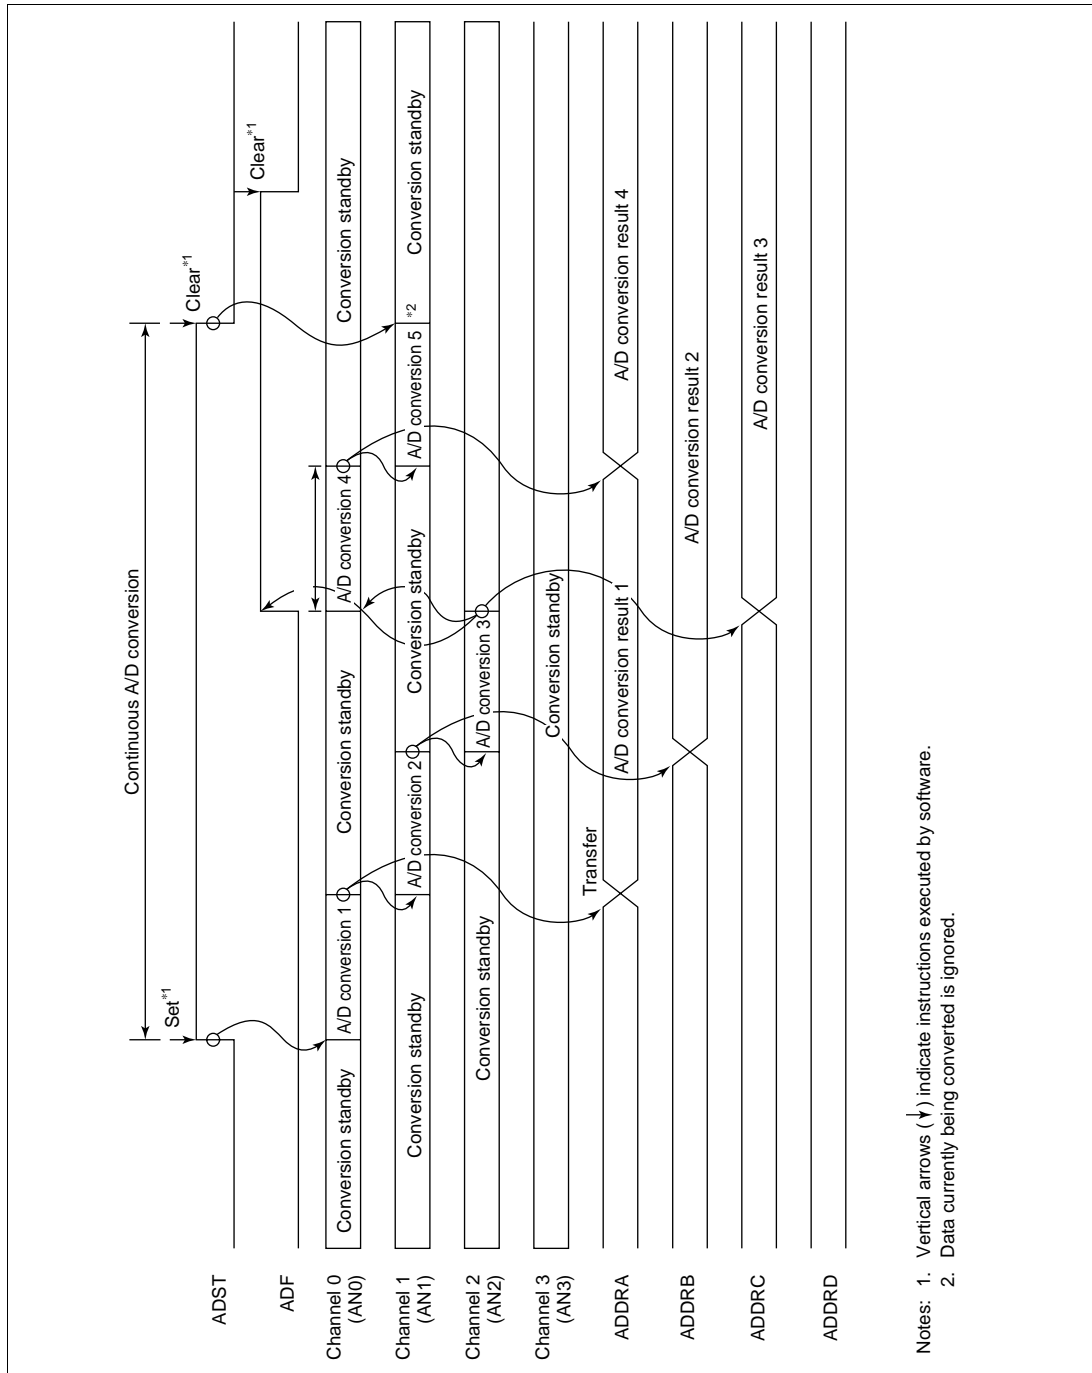 Continuous A/D conversion
Set*1
Clear*1
Clear*1
ADST
ADF
Channel 0
(AN0)
Conversion standby
A/D conversion 1
Conversion standby
A/D conversion 4
Conversion standby
Channel 1
(AN1)
Conversion standby
A/D conversion 2
Conversion standby
A/D conversion 5
*2
Conversion standby
Channel 2
(AN2)
Conversion standby
A/D conversion 3
Channel 3
(AN3)
Conversion standby
Transfer
ADDRA
A/D conversion result 1
A/D conversion result 4
ADDRB
A/D conversion result 2
ADDRC
A/D conversion result 3
ADDRD
Notes: 1. Vertical arrows ( ) indicate instructions executed by software.
2. Data currently being converted is ignored.